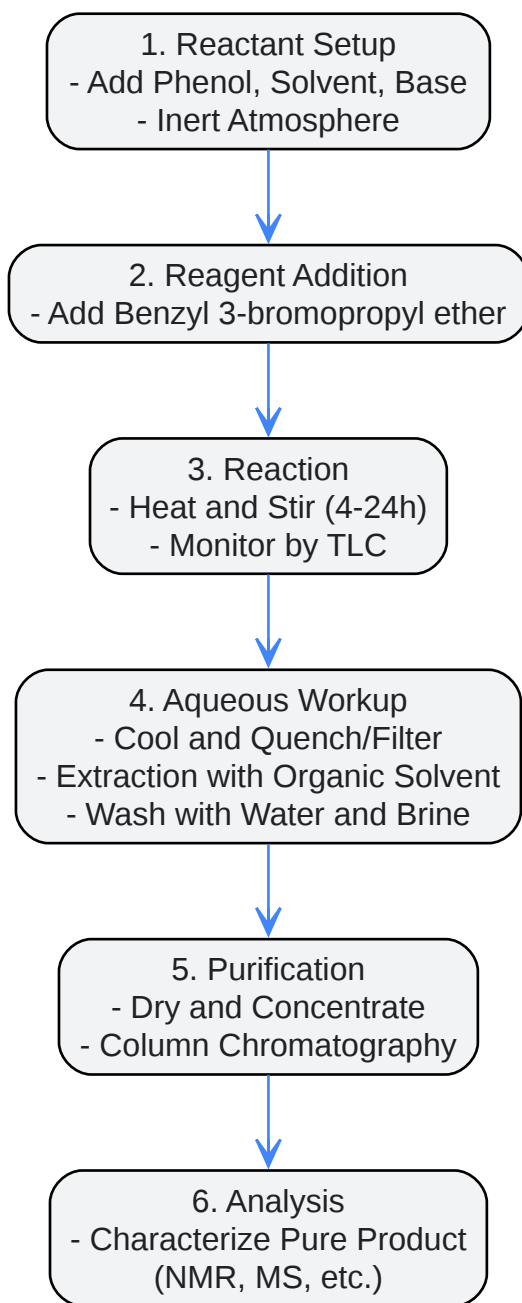 1. Reactant Setup
- Add Phenol, Solvent, Base
- Inert Atmosphere
2. Reagent Addition
- Add Benzyl 3-bromopropyl ether
3. Reaction
- Heat and Stir (4-24h)
- Monitor by TLC
4. Aqueous Workup
- Cool and Quench/Filter
- Extraction with Organic Solvent
- Wash with Water and Brine
5. Purification
- Dry and Concentrate
- Column Chromatography
6. Analysis
- Characterize Pure Product
(NMR, MS, etc.)